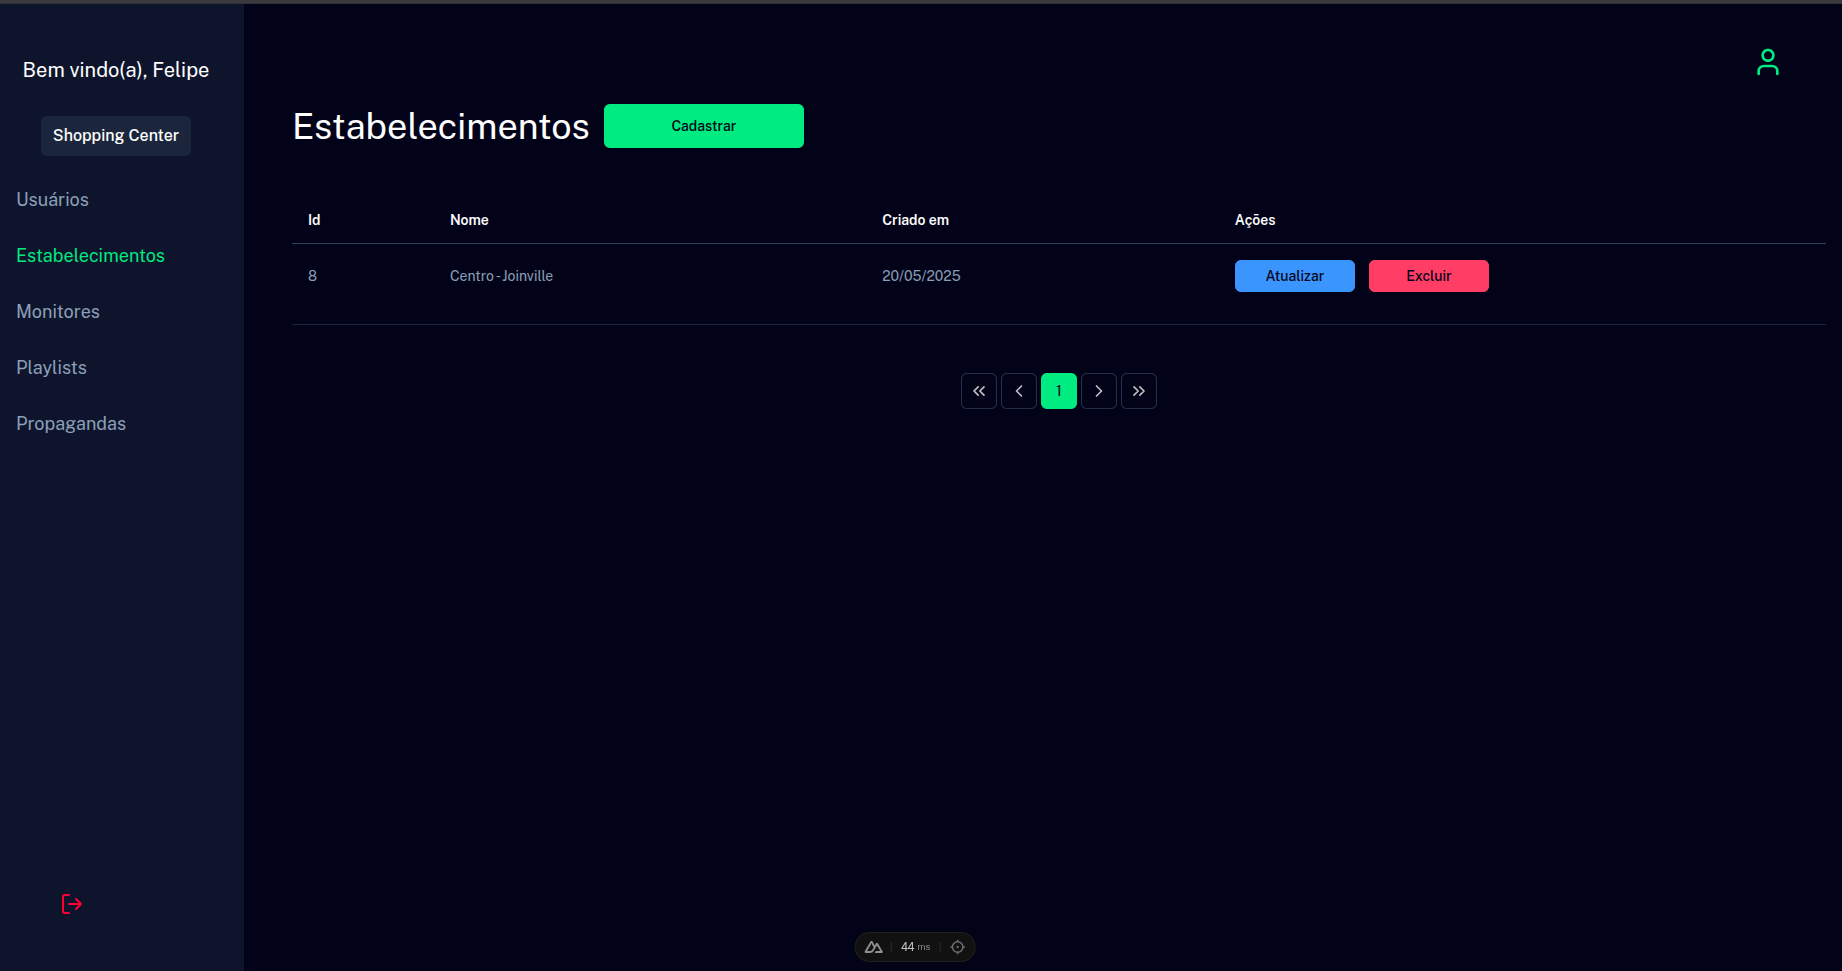 Bem vindo(a), Felipe
Shopping Center
Usuários
Estabelecimentos
Monitores
Playlists
Propagandas
Estabelecimentos Cadastrar
Id Nome Criado em Ações
8 Centro - Joinville 20/05/2025 Atualizar Excluir
1
44 ms